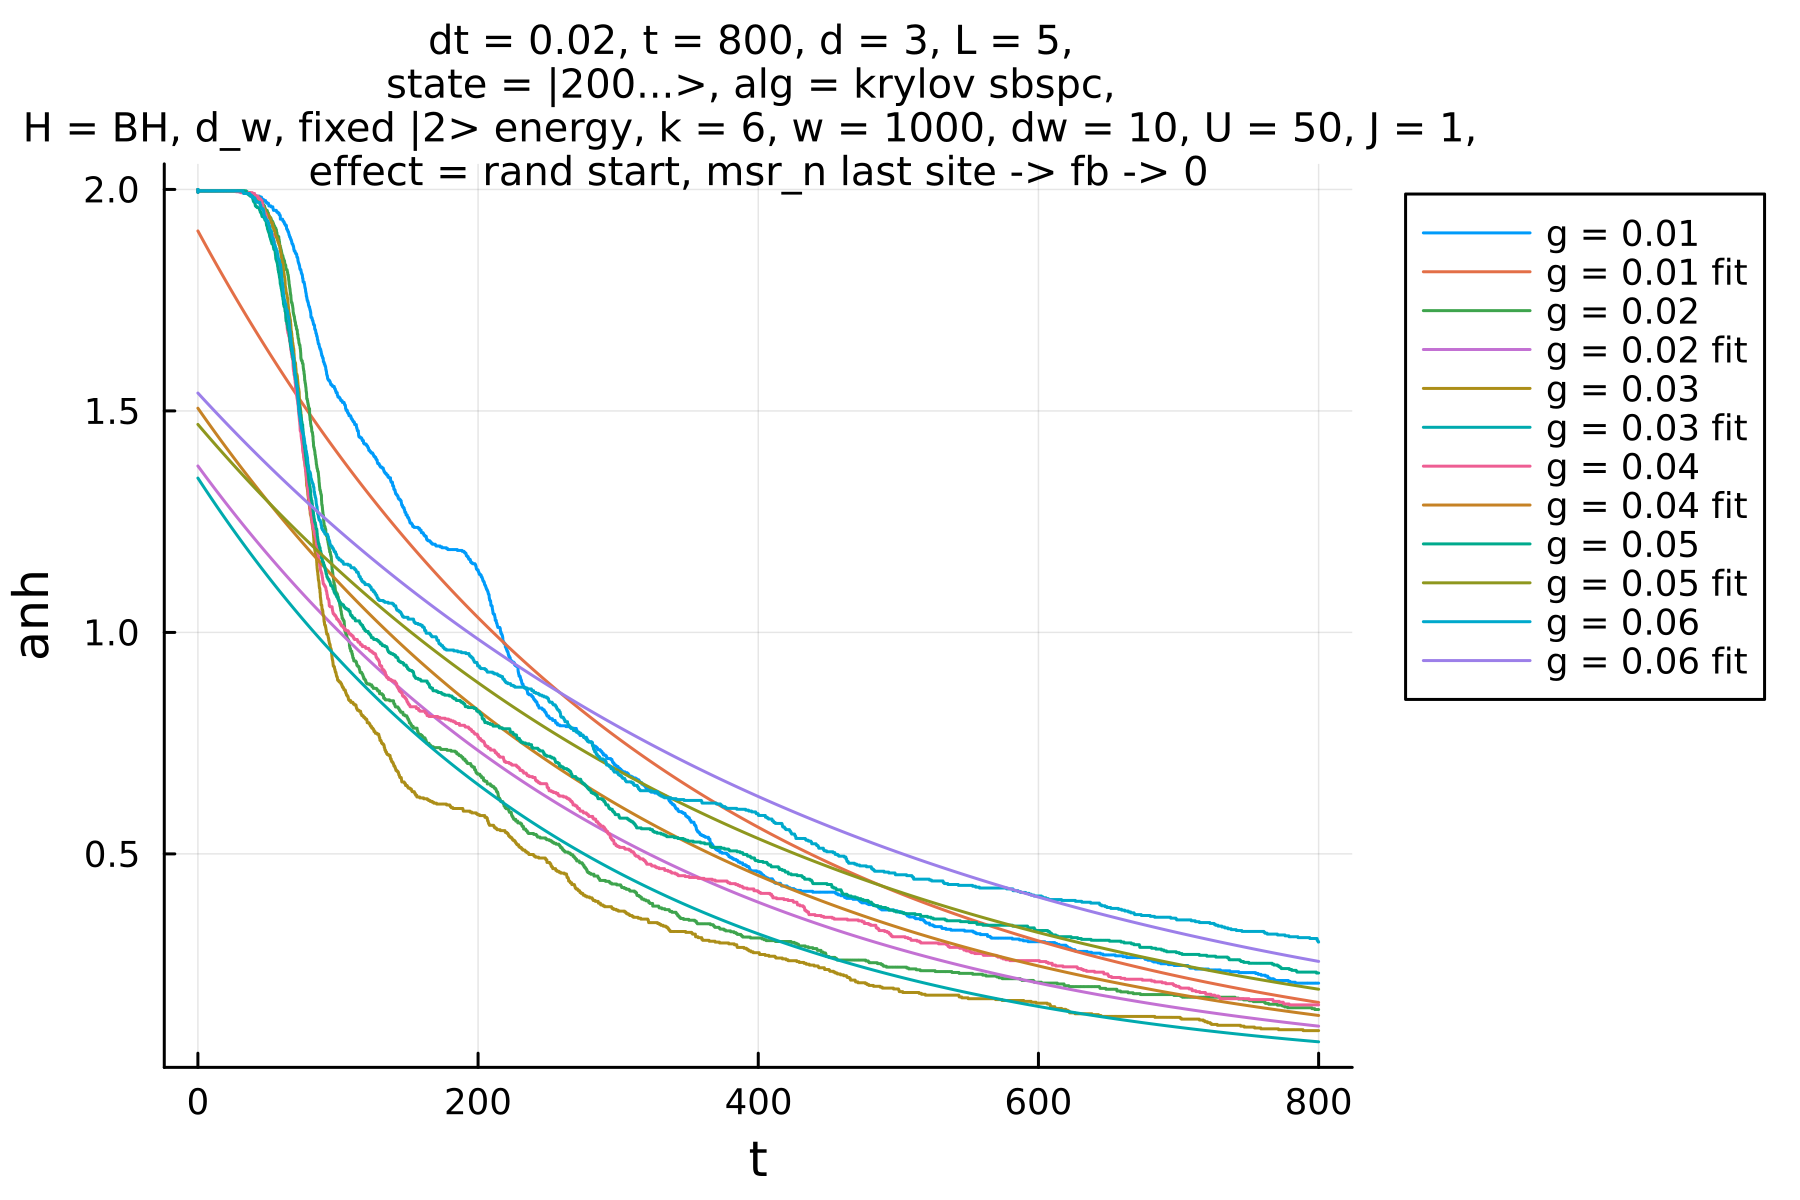 dt = 0.02, t = 800, d = 3, L = 5,
state = |200...>, alg = krylov sbspc,
H = BH, d_w, fixed |2> energy, k = 6, w = 1000, dw = 10, U = 50, J = 1,
effect = rand start, msr_n last site -> fb -> 0
2.0
1.5
1.0
0.5
anh
0
200
400
600
800
t
g = 0.01
g = 0.01 fit
g = 0.02
g = 0.02 fit
g = 0.03
g = 0.03 fit
g = 0.04
g = 0.04 fit
g = 0.05
g = 0.05 fit
g = 0.06
g = 0.06 fit